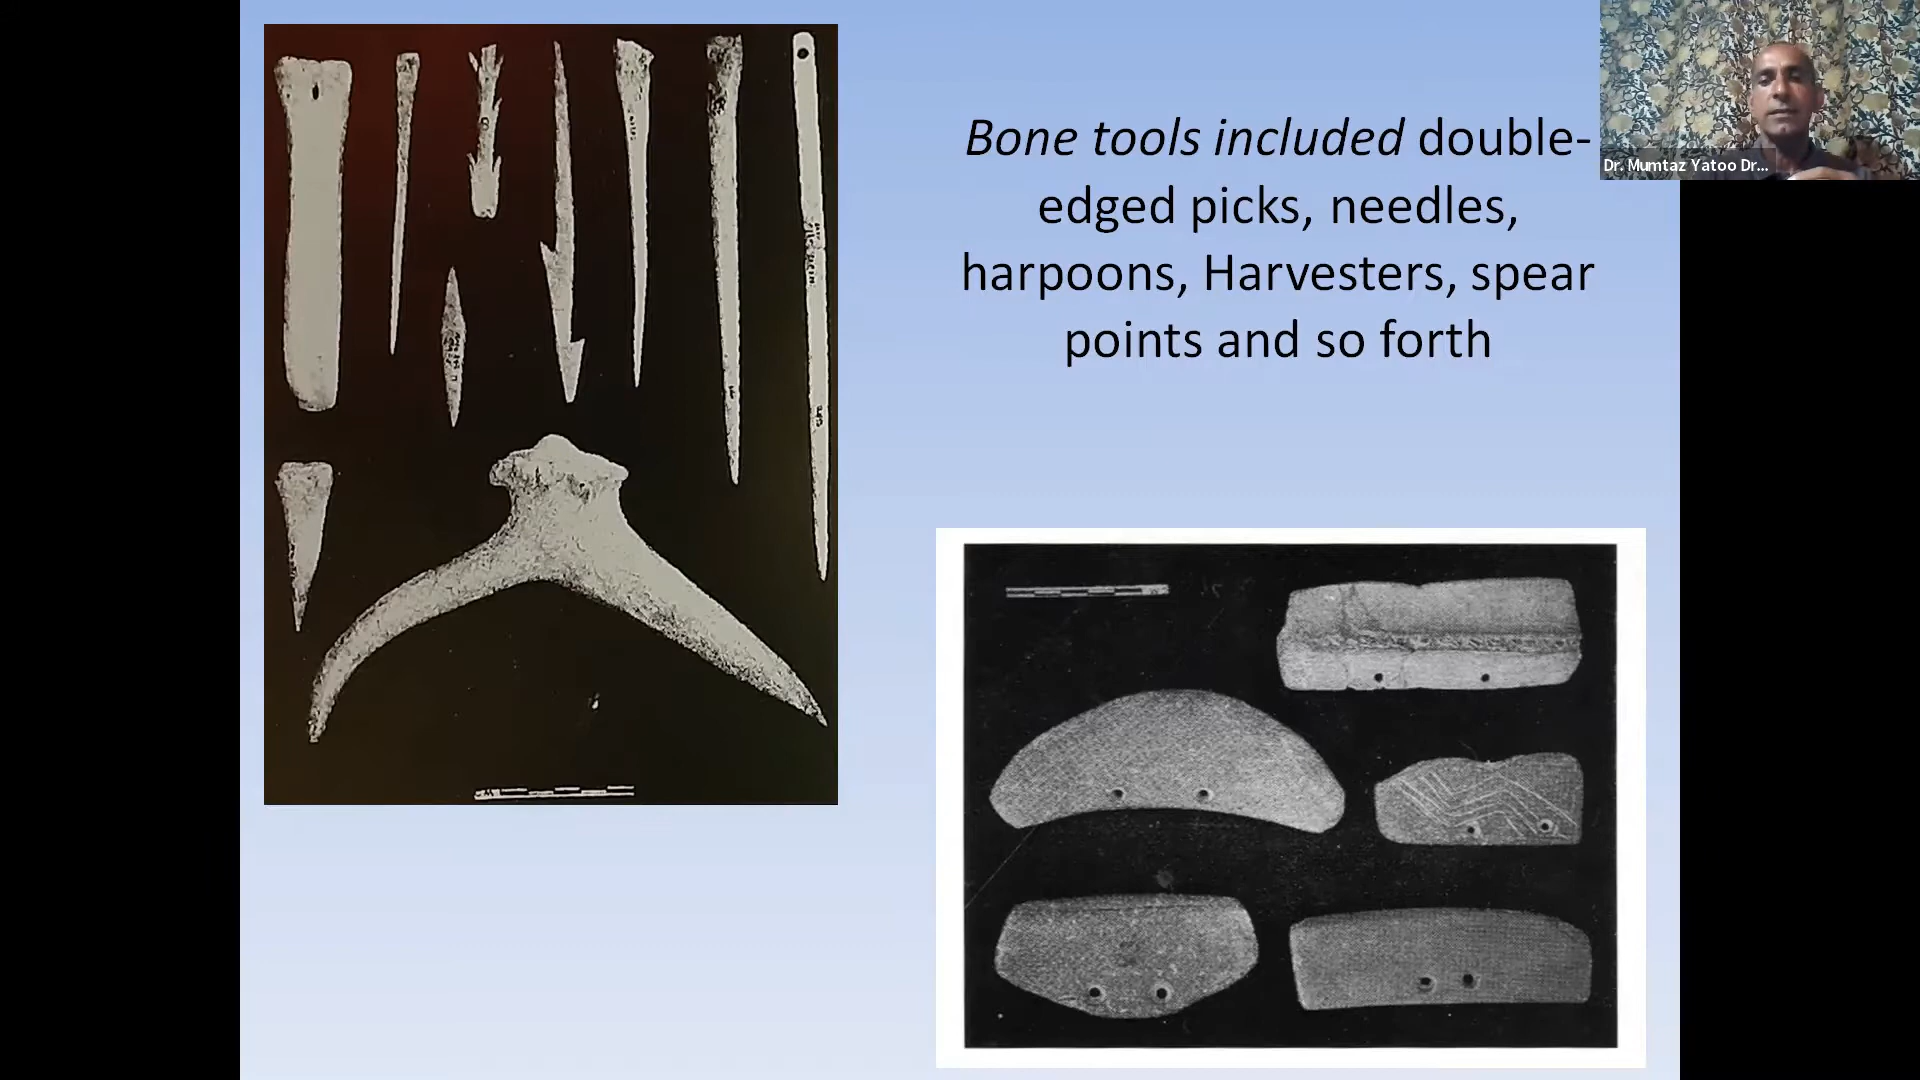 Bone tools included double-
edged picks, needles,
harpoons, Harvesters, spear
points and so forth
Dr. Mumtaz Yatoo Dr...